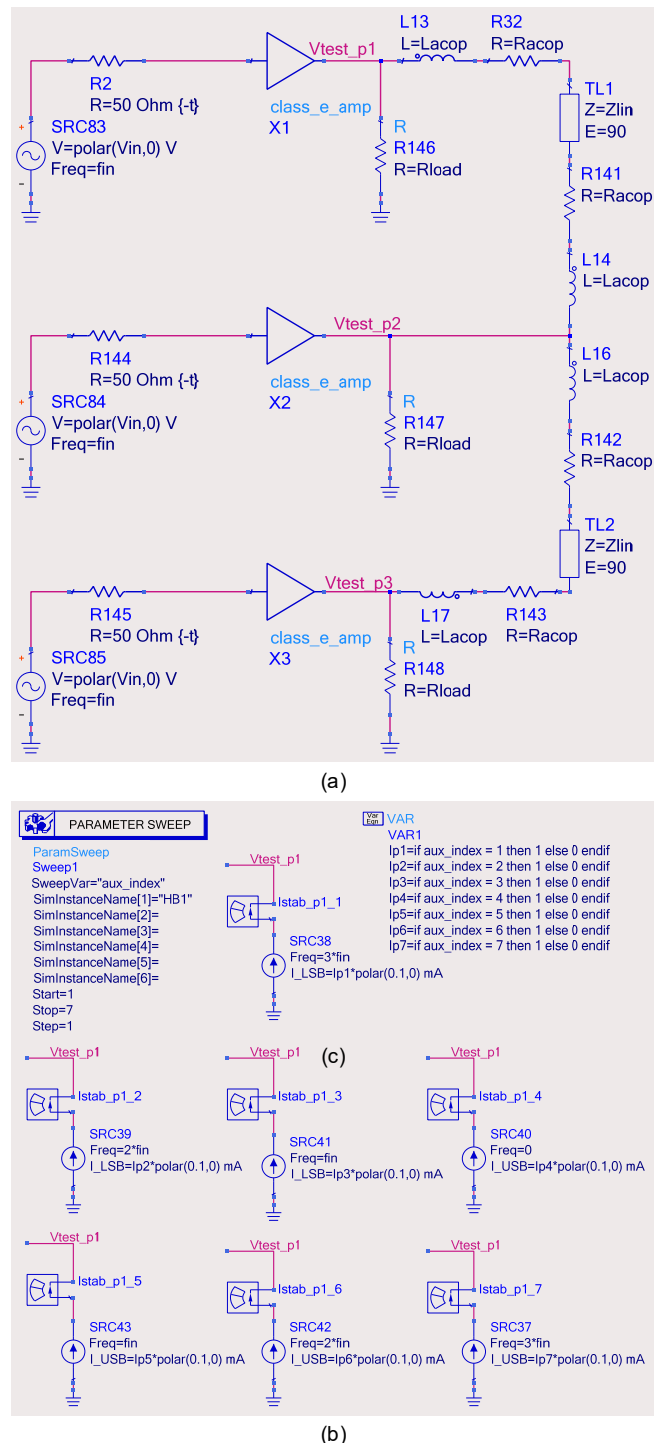 L13
L=Lacop
R32
R=Racop
Vtest_p1
R2
R=50 Ohm {-t}
class_e_amp
X1
SRC83
V=polar(Vin,0) V
Freq=fin
+
-
R
R146
R=Rload
TL1
Z=Zlin
E=90
R141
R=Racop
L14
L=Lacop
Vtest_p2
R144
R=50 Ohm {-t}
class_e_amp
X2
SRC84
V=polar(Vin,0) V
Freq=fin
+
-
R
R147
R=Rload
L16
L=Lacop
R142
R=Racop
TL2
Z=Zlin
E=90
Vtest_p3
R145
R=50 Ohm {-t}
class_e_amp
X3
L17
L=Lacop
R143
R=Racop
SRC85
V=polar(Vin,0) V
Freq=fin
+
-
R
R148
R=Rload
(a)
PARAMETER SWEEP
ParamSweep
Sweep1
SweepVar="aux_index"
SimInstanceName[1]="HB1"
SimInstanceName[2]=
SimInstanceName[3]=
SimInstanceName[4]=
SimInstanceName[5]=
SimInstanceName[6]=
Start=1
Stop=7
Step=1
Vtest_p1
Istab_p1_1
SRC38
Freq=3*fin
I_LSB=Ip1*polar(0.1,0) mA
Var
Eqn
VAR
VAR1
Ip1=if aux_index = 1 then 1 else 0 endif
Ip2=if aux_index = 2 then 1 else 0 endif
Ip3=if aux_index = 3 then 1 else 0 endif
Ip4=if aux_index = 4 then 1 else 0 endif
Ip5=if aux_index = 5 then 1 else 0 endif
Ip6=if aux_index = 6 then 1 else 0 endif
Ip7=if aux_index = 7 then 1 else 0 endif
(c)
Vtest_p1
Istab_p1_2
SRC39
Freq=2*fin
I_LSB=Ip2*polar(0.1,0) mA
Vtest_p1
Istab_p1_3
SRC41
Freq=fin
I_LSB=Ip3*polar(0.1,0) mA
Vtest_p1
Istab_p1_4
SRC40
Freq=0
I_USB=Ip4*polar(0.1,0) mA
Vtest_p1
Istab_p1_5
SRC43
Freq=fin
I_USB=Ip5*polar(0.1,0) mA
Vtest_p1
Istab_p1_6
SRC42
Freq=2*fin
I_USB=Ip6*polar(0.1,0) mA
Vtest_p1
Istab_p1_7
SRC37
Freq=3*fin
I_USB=Ip7*polar(0.1,0) mA
(b)